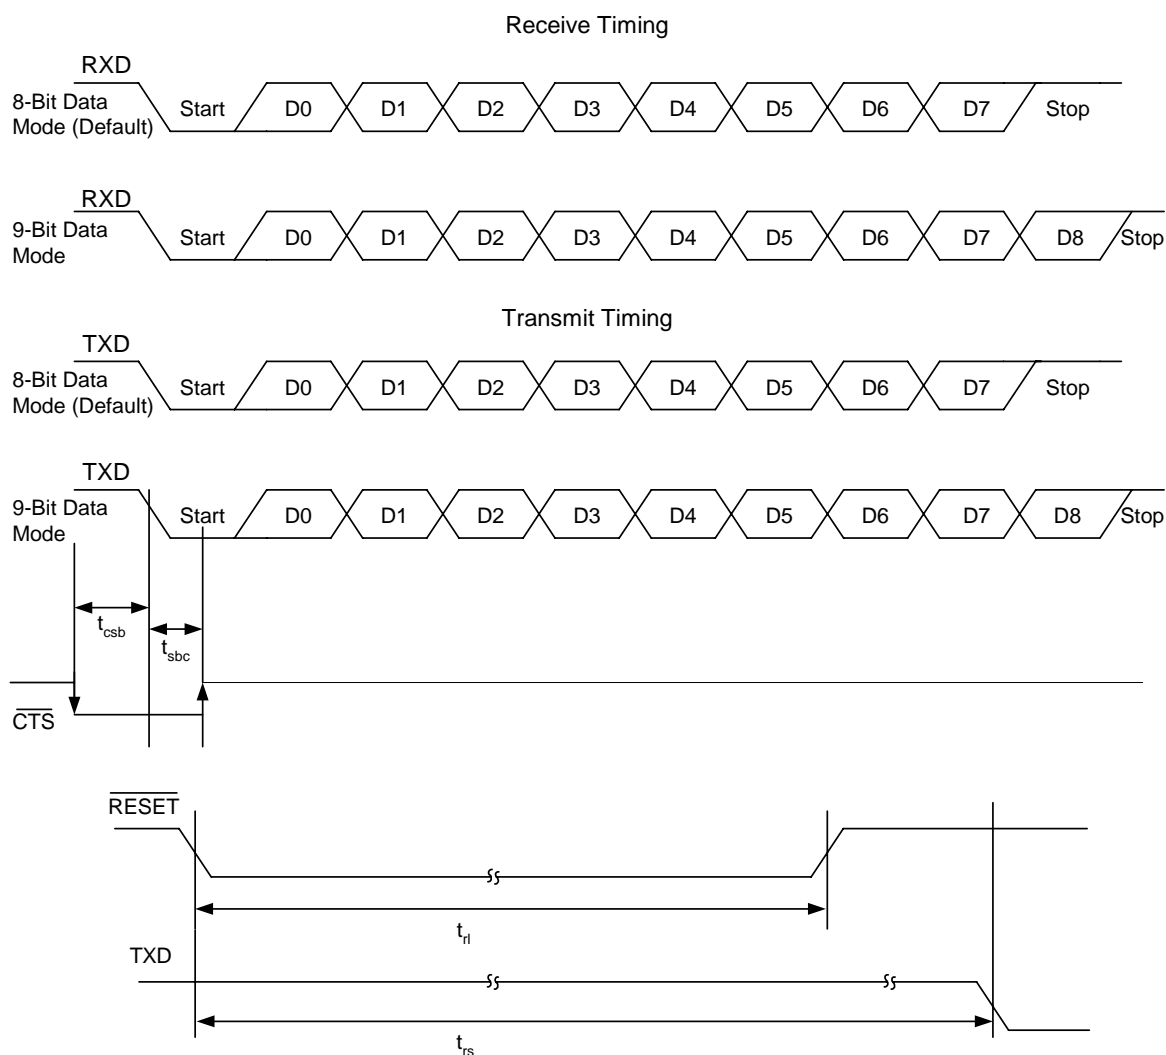 Receive Timing
RXD
8-Bit Data
Mode (Default)
Start D0 D1 D2 D3 D4 D5 D6 D7 Stop
RXD
9-Bit Data
Mode
Start D0 D1 D2 D3 D4 D5 D6 D7 D8 Stop
Transmit Timing
TXD
8-Bit Data
Mode (Default)
Start D0 D1 D2 D3 D4 D5 D6 D7 Stop
TXD
9-Bit Data
Mode
Start D0 D1 D2 D3 D4 D5 D6 D7 D8 Stop
tcsb
tsbc
CTS
RESET
trl
TXD
trs